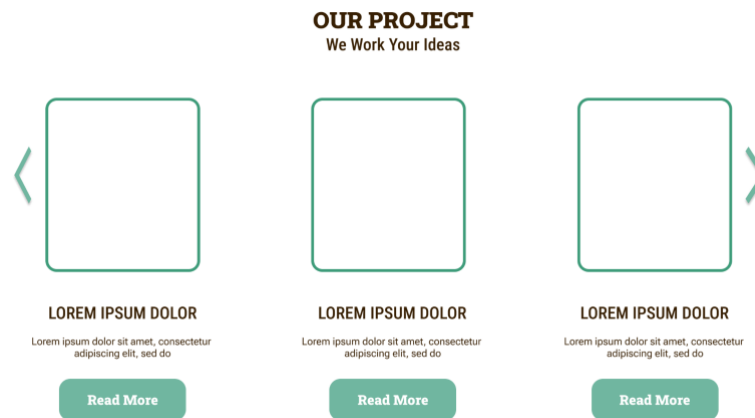 OUR PROJECT
We Work Your Ideas
LOREM IPSUM DOLOR
Lorem ipsum dolor sit amet, consectetur
adipiscing elit, sed do
Read More
LOREM IPSUM DOLOR
Lorem ipsum dolor sit amet, consectetur
adipiscing elit, sed do
Read More
LOREM IPSUM DOLOR
Lorem ipsum dolor sit amet, consectetur
adipiscing elit, sed do
Read More